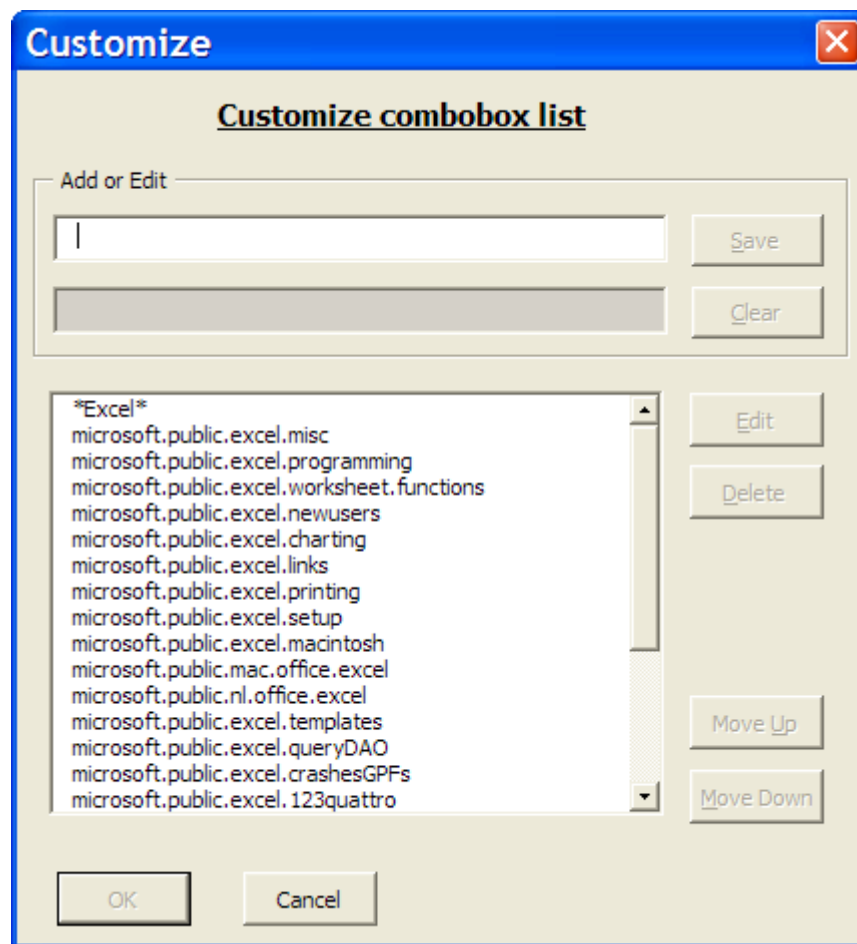 Customize
Customize combobox list
Add or Edit
Save
Clear
*Excel*
microsoft.public.excel.misc
microsoft.public.excel.programming
microsoft.public.excel.worksheet.functions
microsoft.public.excel.newusers
microsoft.public.excel.charting
microsoft.public.excel.links
microsoft.public.excel.printing
microsoft.public.excel.setup
microsoft.public.excel.macintosh
microsoft.public.mac.office.excel
microsoft.public.nl.office.excel
microsoft.public.excel.templates
microsoft.public.excel.queryDAO
microsoft.public.excel.crashesGPFs
microsoft.public.excel.123quattro
Edit
Delete
Move Up
Move Down
OK
Cancel